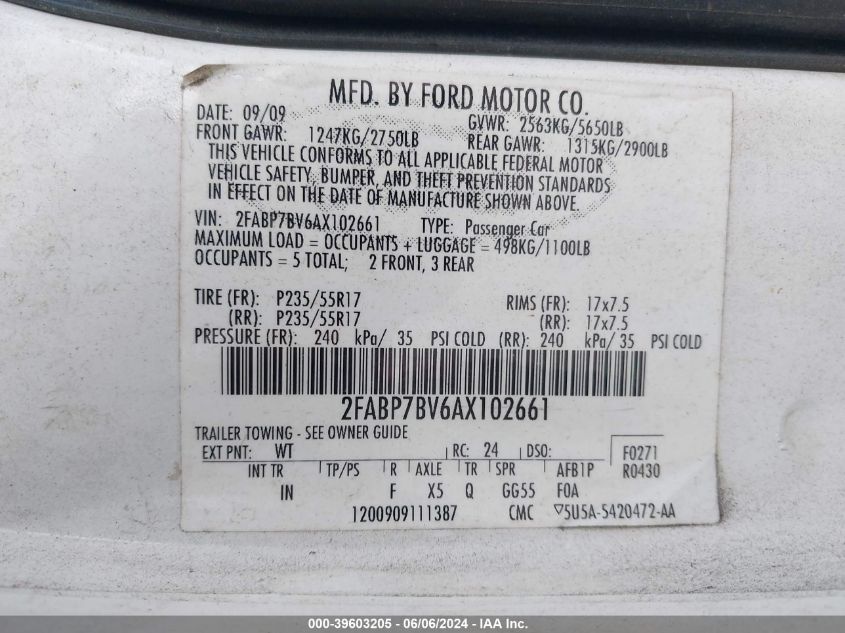 MFD. BY FORD MOTOR CO.
DATE: 09/09 GVWR: 2563KG/5650LB
FRONT GAWR: 1247KG/2750LB REAR GAWR: 1315KG/2900LB
THIS VEHICLE CONFORMS TO ALL APPLICABLE FEDERAL MOTOR
VEHICLE SAFETY, BUMPER, AND THEFT PREVENTION STANDARDS
IN EFFECT ON THE DATE OF MANUFACTURE SHOWN ABOVE.
VIN: 2FABP7BV6AX102661 TYPE: Passenger Car
MAXIMUM LOAD = OCCUPANTS + LUGGAGE = 498KG/1100LB
OCCUPANTS = 5 TOTAL; 2 FRONT, 3 REAR
TIRE (FR): P235/55R17 RIMS (FR): 17x7.5
(RR): P235/55R17 (RR): 17x7.5
PRESSURE (FR): 240 kPa/ 35 PSI COLD (RR): 240 kPa/ 35 PSI COLD
2FABP7BV6AX102661
TRAILER TOWING - SEE OWNER GUIDE
EXT PNT: WT RC: 24 DSO: F0271
INT TR TP/PS R AXLE TR SPR AFB1P R0430
IN F X5 Q GG55 F0A
1200909111387 CMC ▽5U5A-5420472-AA
000-39603205 - 06/06/2024 - IAA Inc.